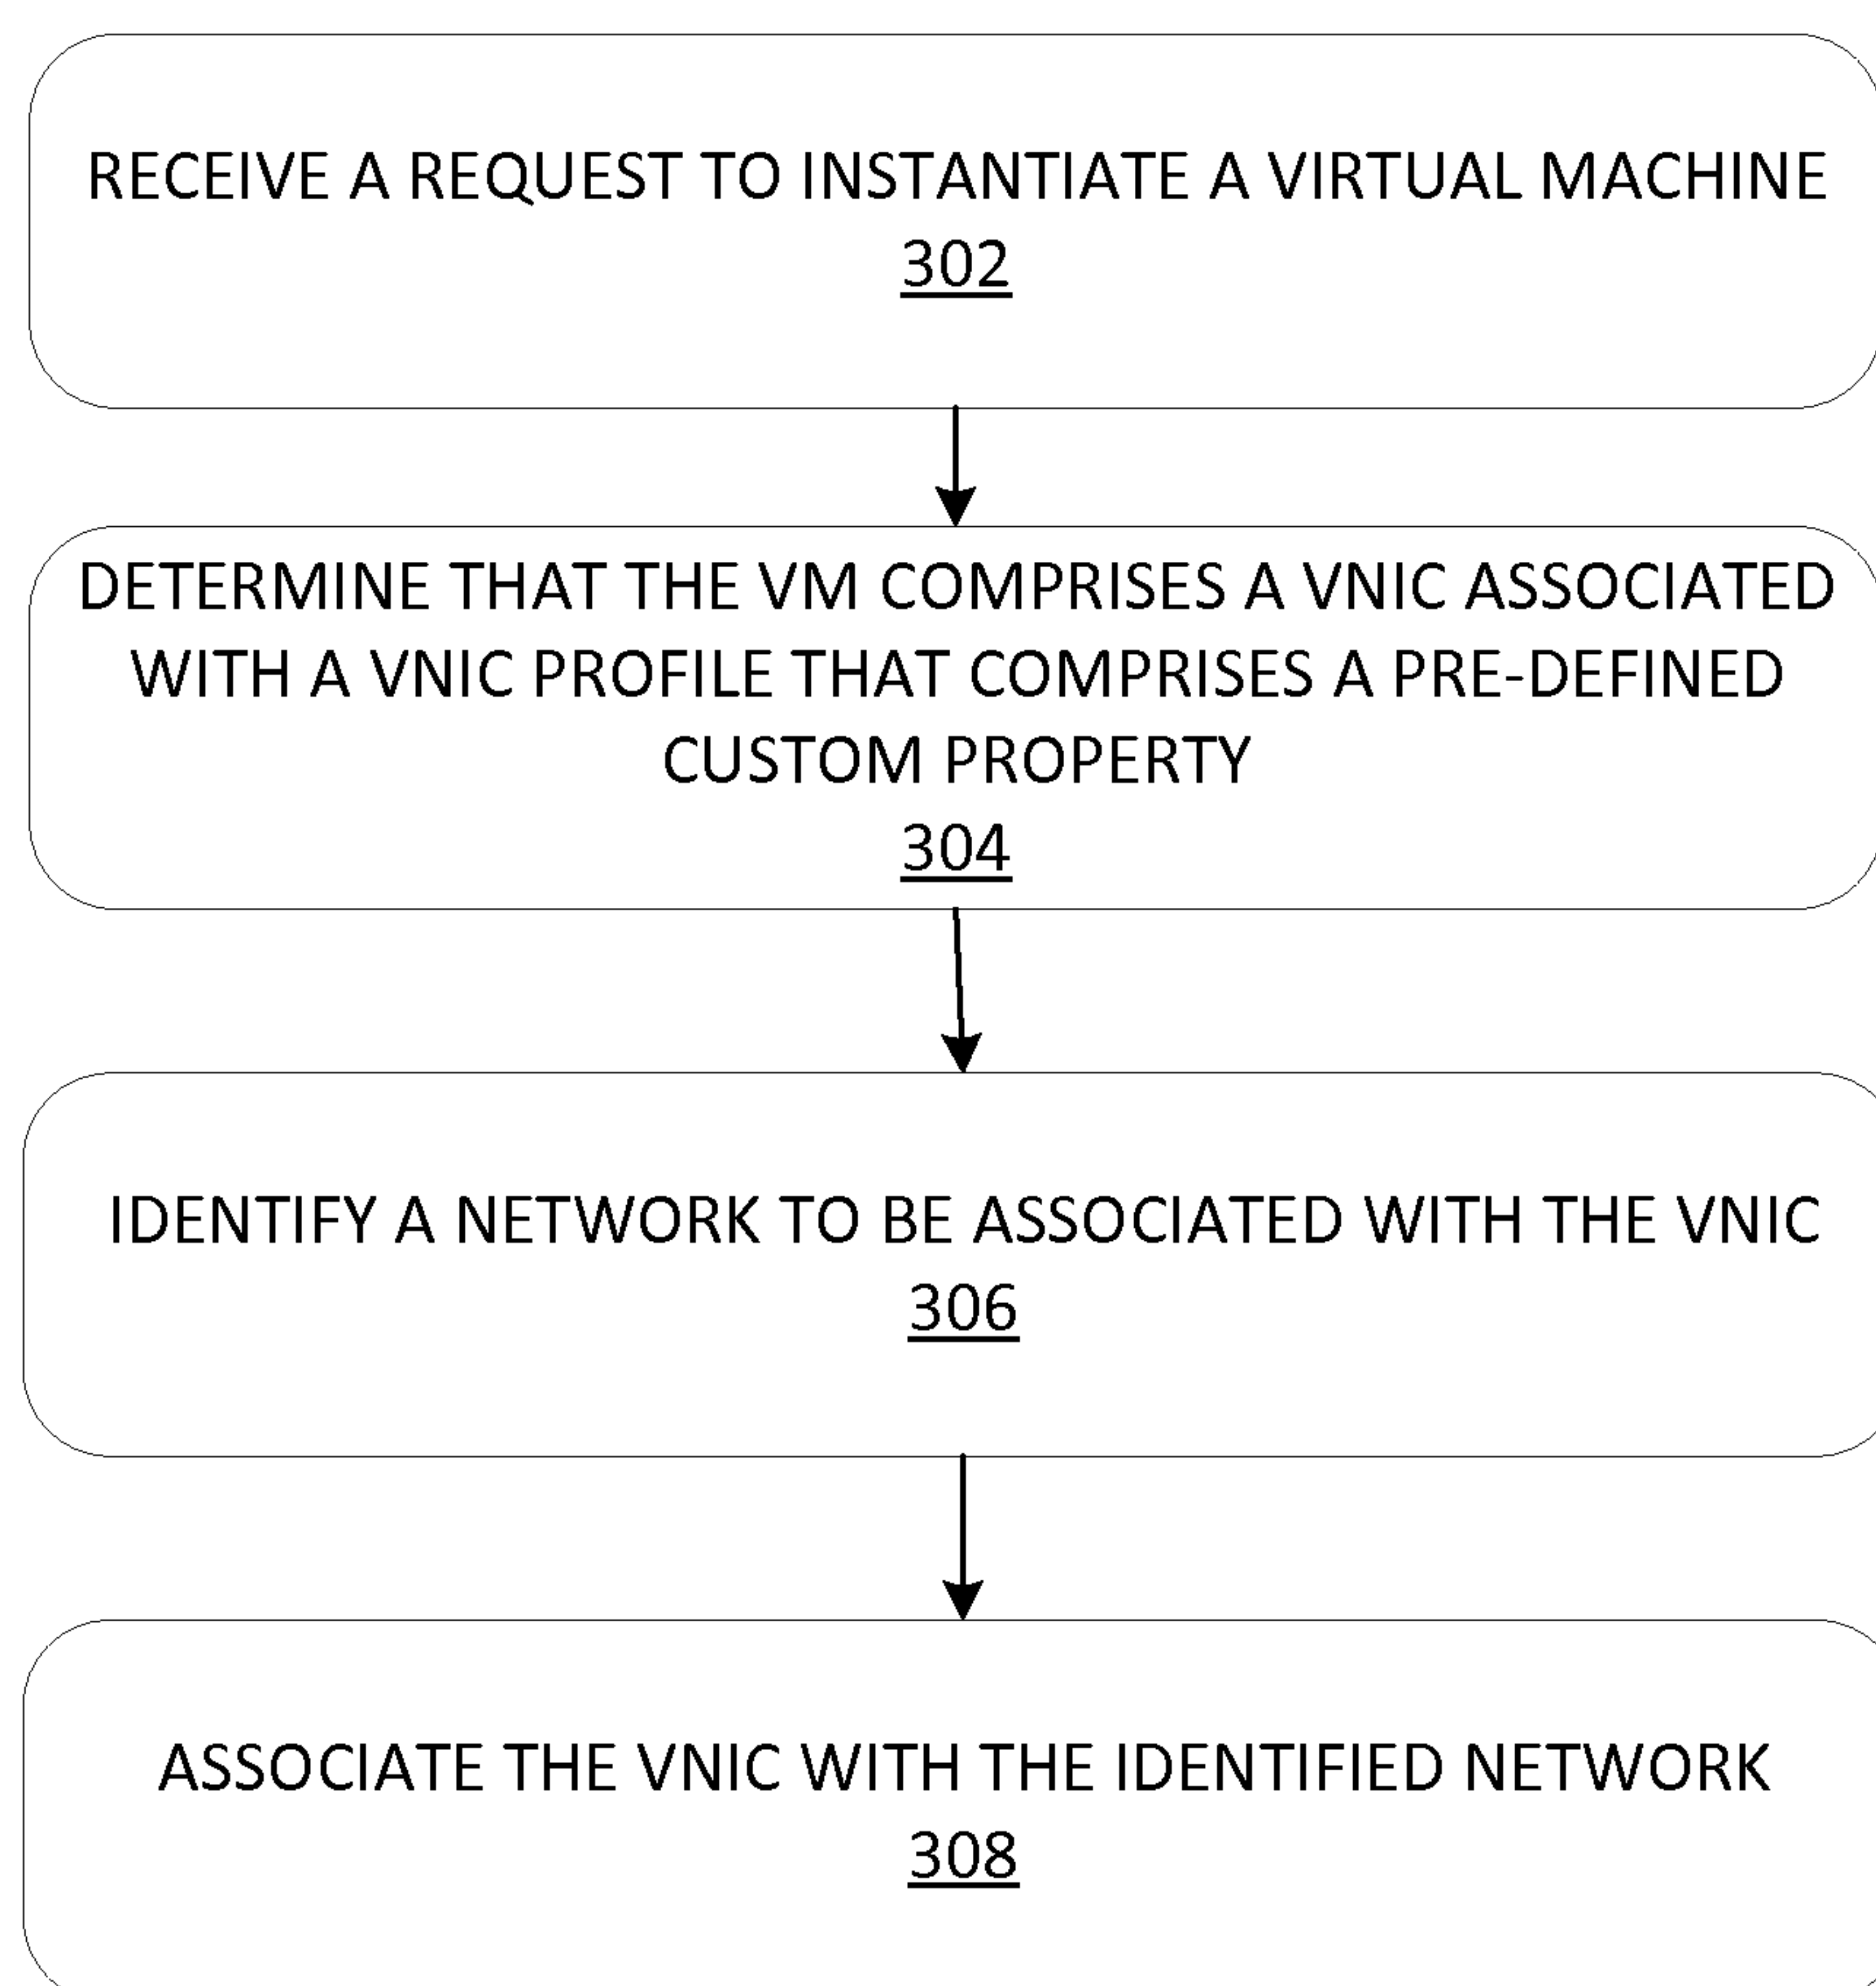 RECEIVE A REQUEST TO INSTANTIATE A VIRTUAL MACHINE
302
DETERMINE THAT THE VM COMPRISES A VNIC ASSOCIATED
WITH A VNIC PROFILE THAT COMPRISES A PRE-DEFINED
CUSTOM PROPERTY
304
IDENTIFY A NETWORK TO BE ASSOCIATED WITH THE VNIC
306
ASSOCIATE THE VNIC WITH THE IDENTIFIED NETWORK
308